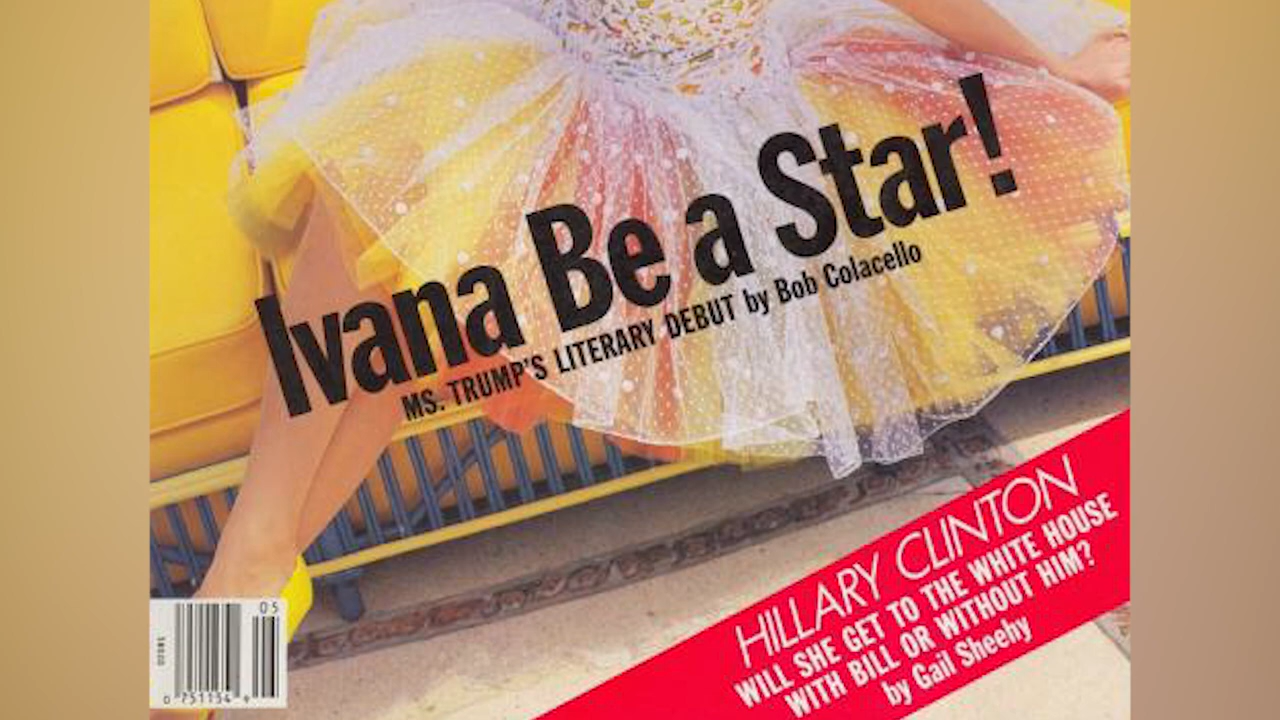 Ivana Be a Star!
MS. TRUMP'S LITERARY DEBUT by Bob Colacello
HILLARY CLINTON
WILL SHE GET TO THE WHITE HOUSE
WITH BILL OR WITHOUT HIM?
by Gail Sheehy
05